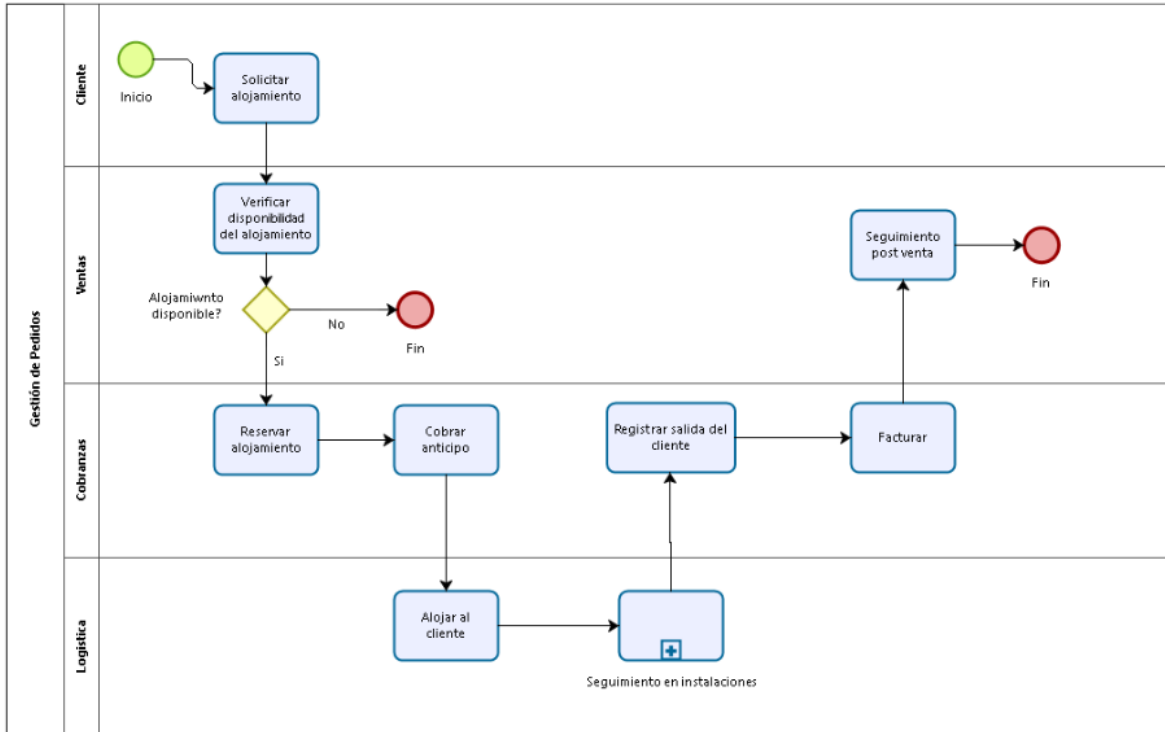 Gestión de Pedidos
Cliente
Inicio
Solicitar
alojamiento
Ventas
Verificar
disponibilidad
del alojamiento
Alojamiwnto
disponible?
No
Fin
Si
Seguimiento
post venta
Fin
Cobranzas
Reservar
alojamiento
Cobrar
anticipo
Registrar salida del
cliente
Facturar
Logística
Alojar al
cliente
Seguimiento en instalaciones